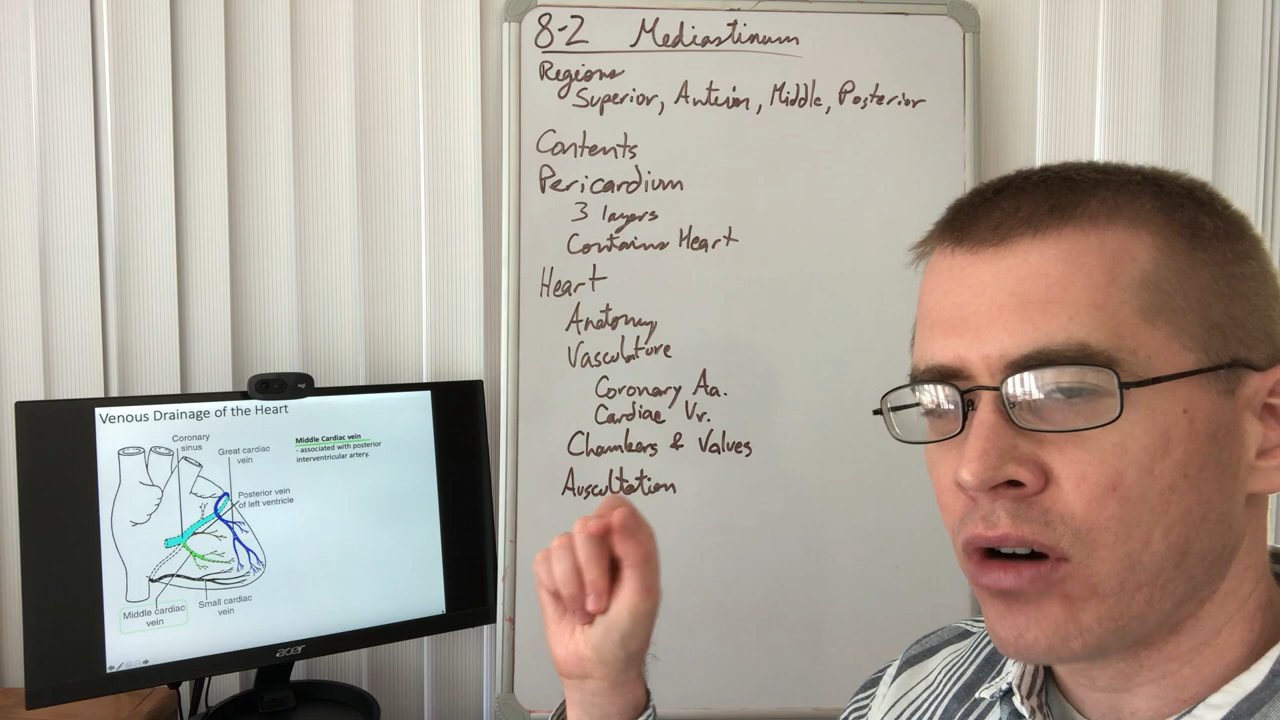 8-2 Mediastinum
Regions
Superior, Anterior, Middle, Posterior
Contents
Pericardium
3 layers
Contains Heart
Heart
Anatomy
Vasculature
Coronary Aa.
Cardiac Vv.
Chambers & Valves
Auscultation
Venous Drainage of the Heart
Coronary
sinus
Great cardiac
vein
Posterior vein
of left ventricle
Middle cardiac
vein
Small cardiac
vein
Middle Cardiac vein
- associated with posterior
interventricular artery.
acer